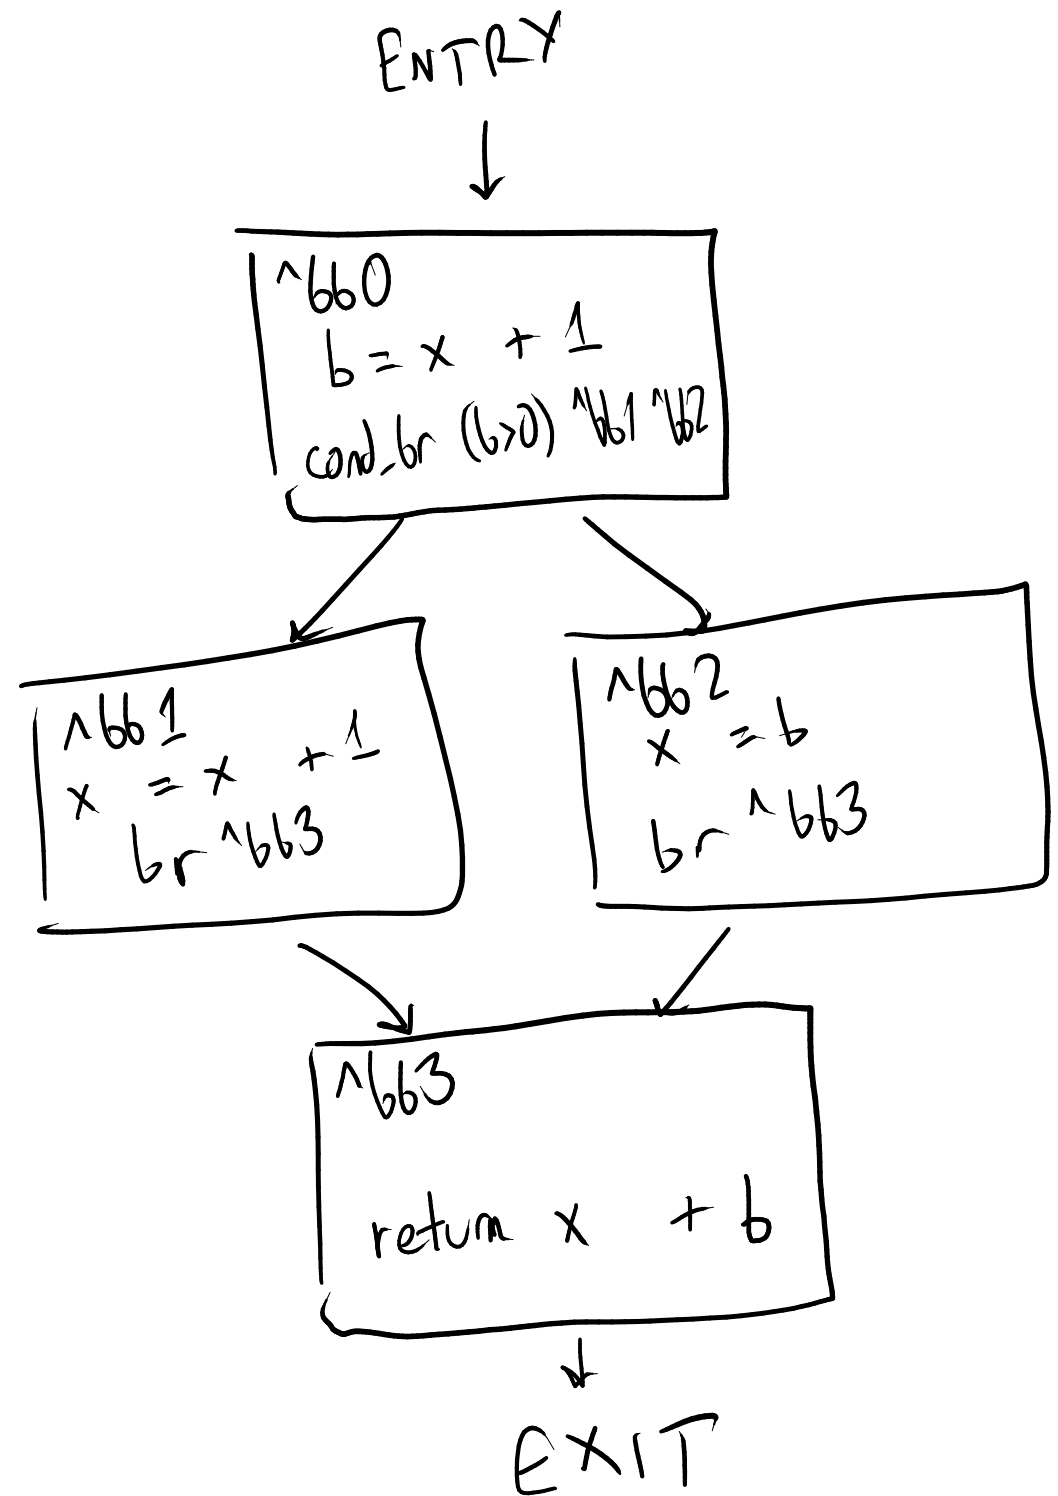 ENTRY
^bb0
b = x + 1
cond_br (b>0) ^bb1 ^bb2
^bb1
x = x + 1
br ^bb3
^bb2
x = b
br ^bb3
^bb3
return x + b
EXIT